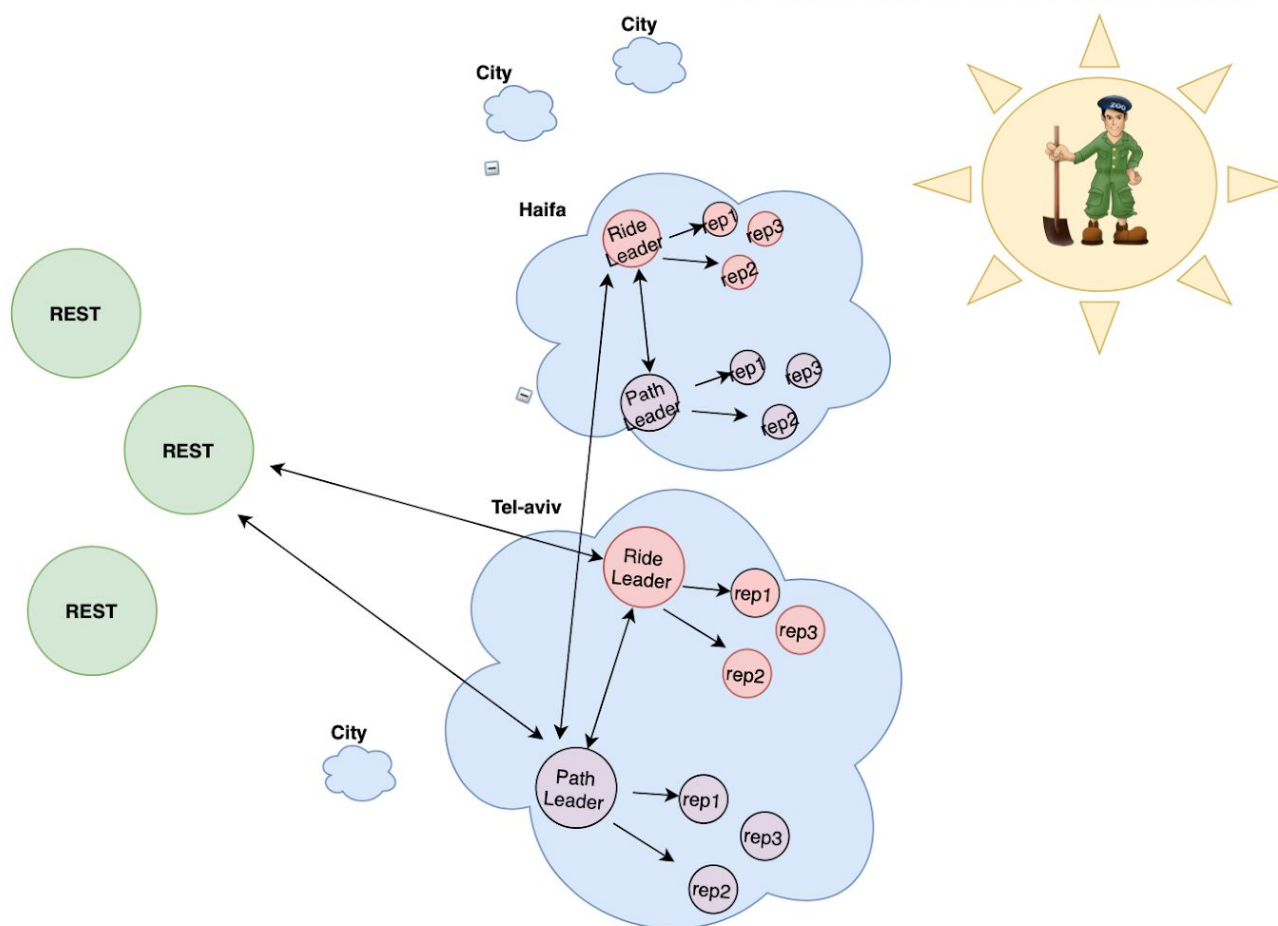 City
City
ZOO
Haifa
Ride
Leader
rep1
rep3
rep2
REST
Path
Leader
rep1
rep3
rep2
REST
Tel-aviv
Ride
Leader
rep1
rep3
rep2
REST
City
Path
Leader
rep1
rep3
rep2